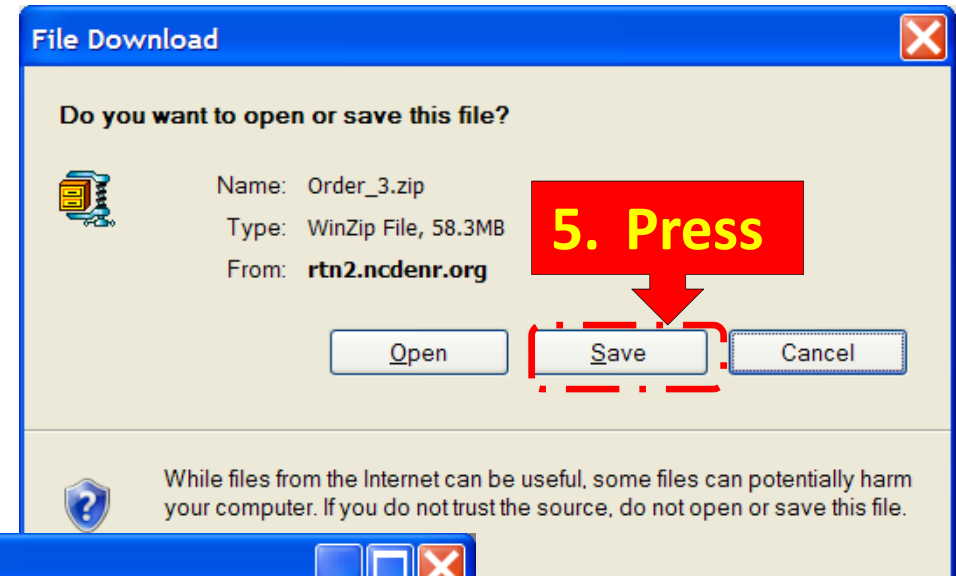 File Download
Do you want to open or save this file?
Name: Order_3.zip
Type: WinZip File, 58.3MB
From: rtn2.ncdenr.org
5. Press
Open Save Cancel
While files from the Internet can be useful, some files can potentially harm
your computer. If you do not trust the source, do not open or save this file.